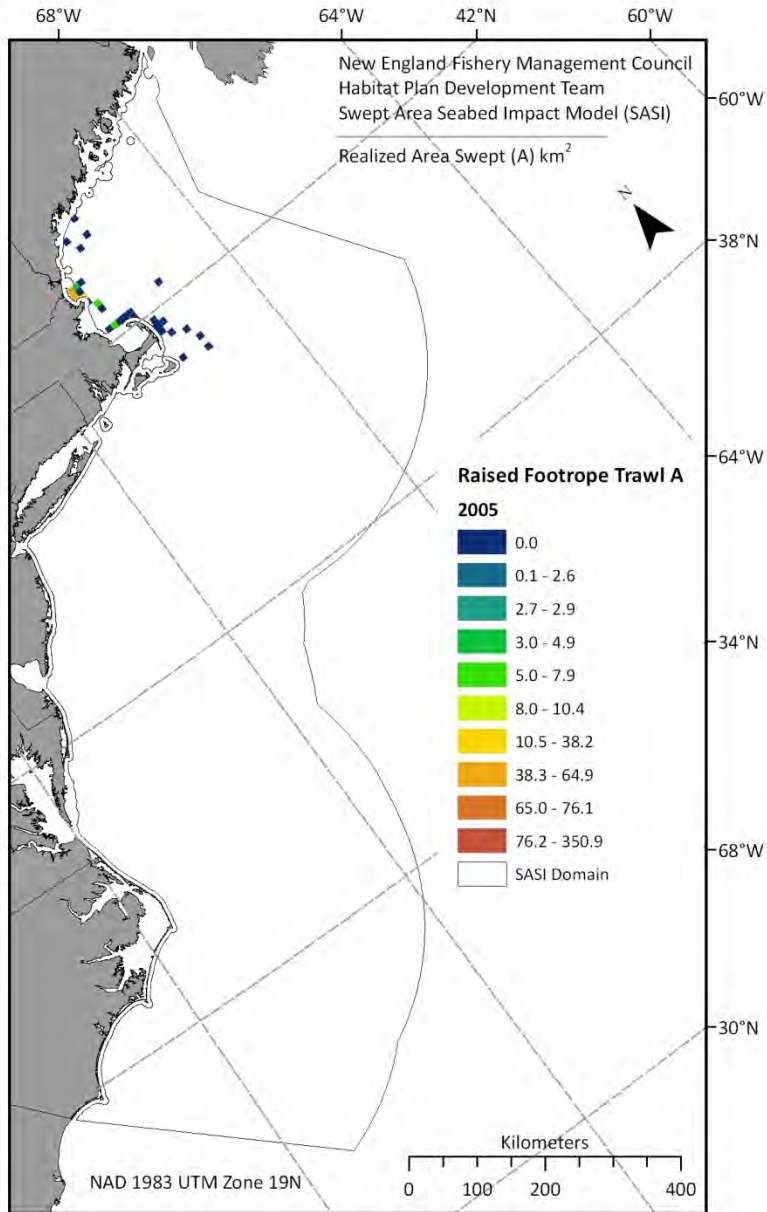 68°W 64°W 42°N 60°W
New England Fishery Management Council
Habitat Plan Development Team
Swept Area Seabed Impact Model (SASI)
Realized Area Swept (A) km²
N
60°W
38°N
64°W
34°N
68°W
30°N
Raised Footrope Trawl A
2005
0.0
0.1 - 2.6
2.7 - 2.9
3.0 - 4.9
5.0 - 7.9
8.0 - 10.4
10.5 - 38.2
38.3 - 64.9
65.0 - 76.1
76.2 - 350.9
SASI Domain
Kilometers
0 100 200 400
NAD 1983 UTM Zone 19N